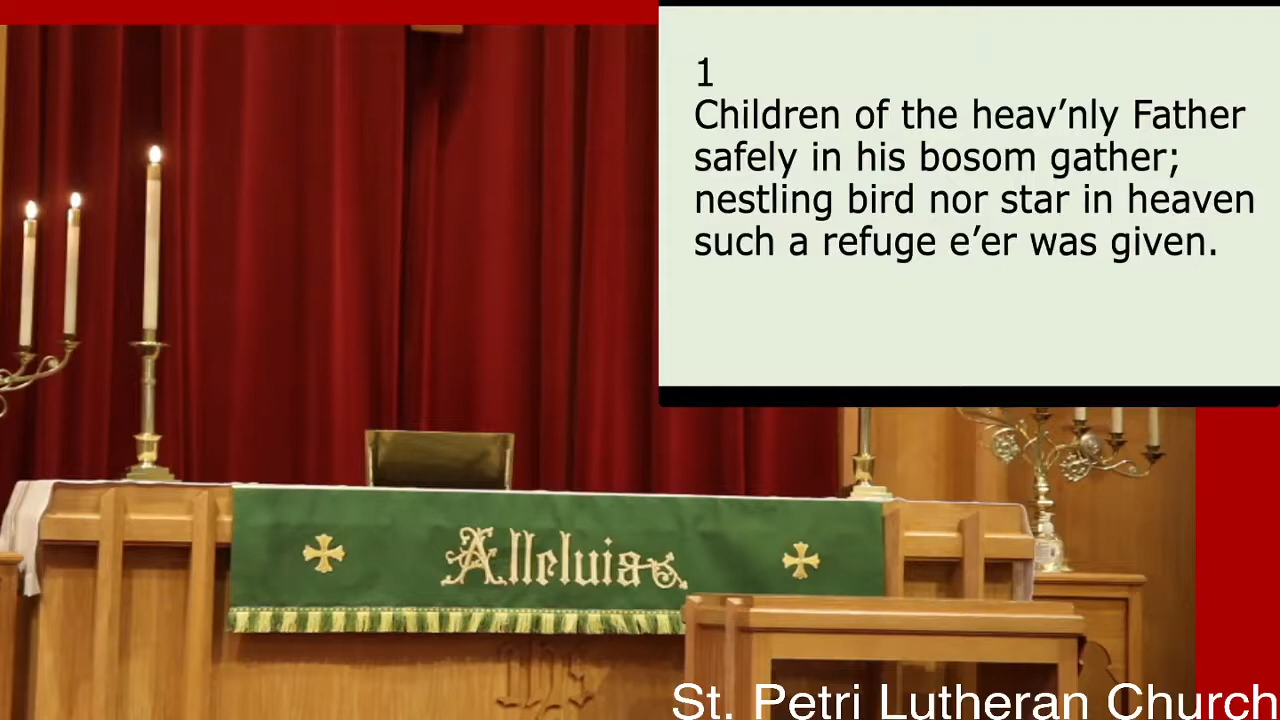 1
Children of the heav’nly Father
safely in his bosom gather;
nestling bird nor star in heaven
such a refuge e’er was given.
Alleluia
ihs
St. Petri Lutheran Church